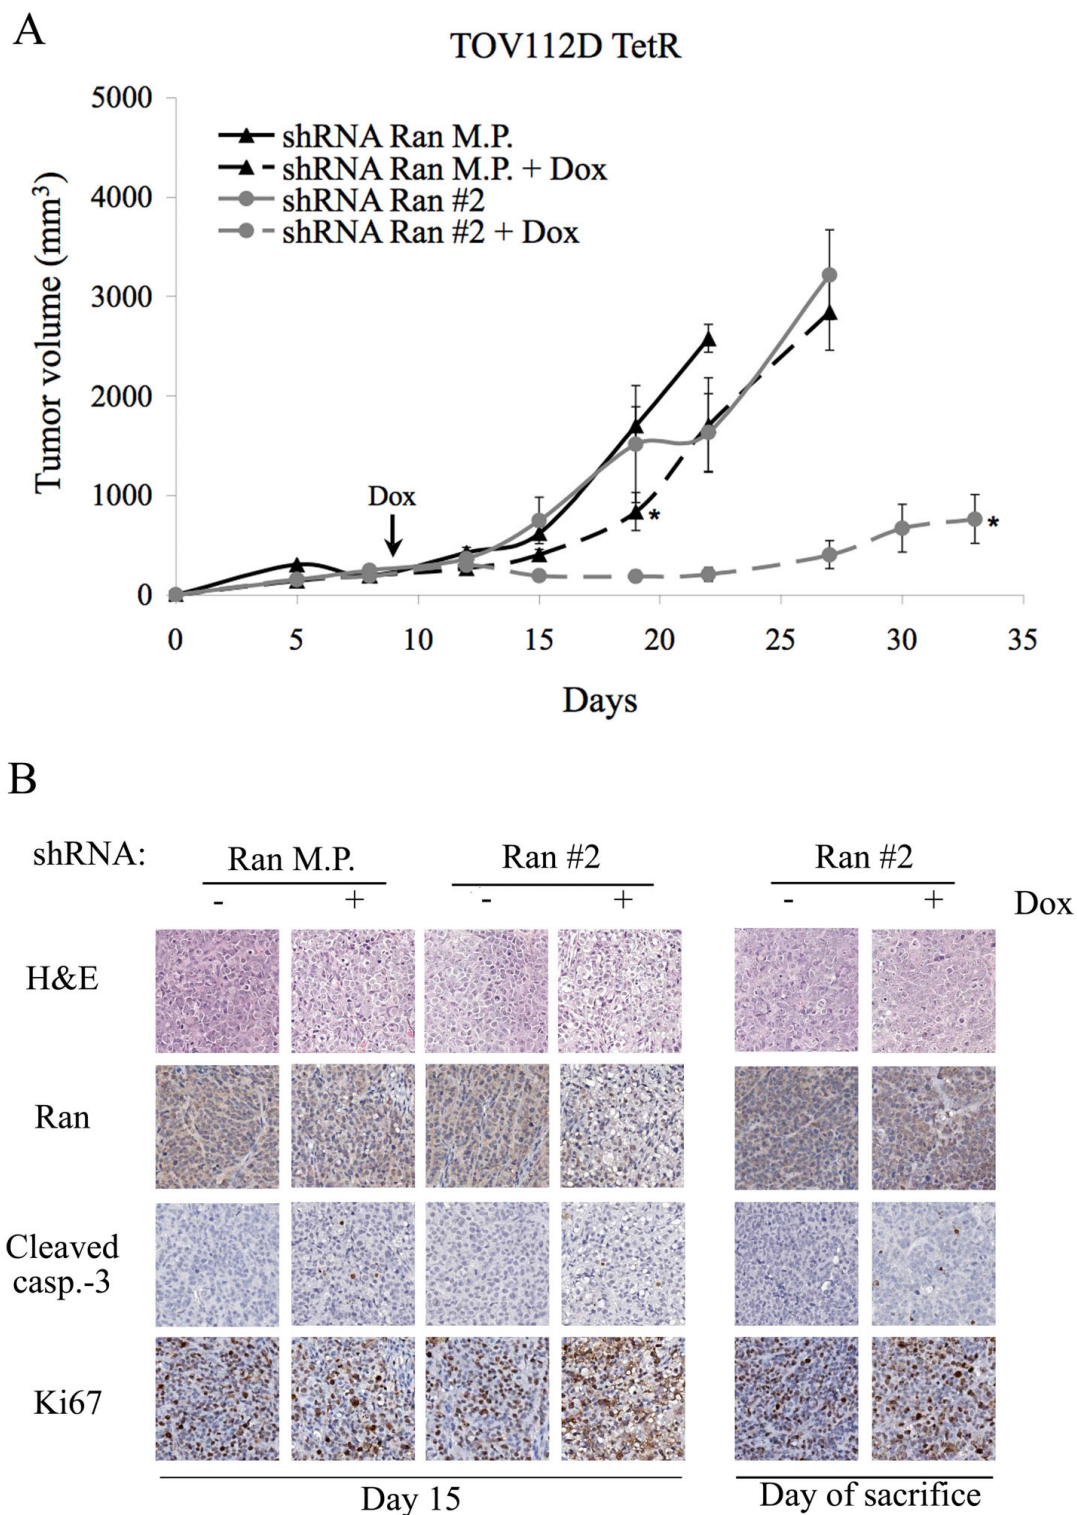 A
TOV112D TetR
5000
4000
3000
2000
1000
0
Tumor volume (mm³)
shRNA Ran M.P.
shRNA Ran M.P. + Dox
shRNA Ran #2
shRNA Ran #2 + Dox
Dox
*
*
0 5 10 15 20 25 30 35
Days
B
shRNA: Ran M.P. Ran #2 Ran #2
- + - + - + Dox
H&E
Ran
Cleaved
casp.-3
Ki67
Day 15 Day of sacrifice